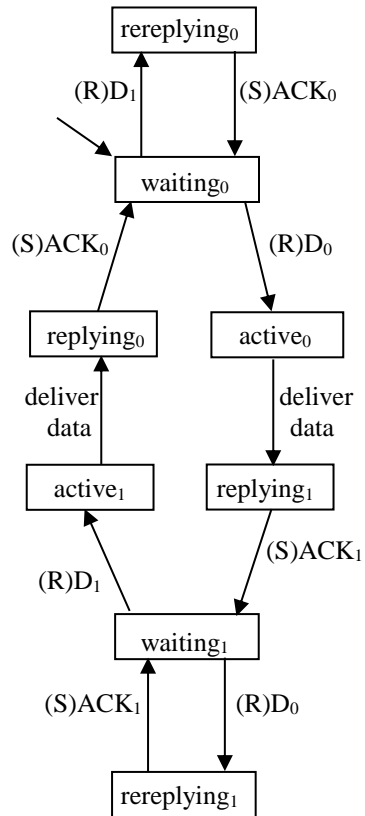 rereplying₀
(R)D₁
(S)ACK₀
waiting₀
(S)ACK₀
(R)D₀
replying₀
active₀
deliver
data
deliver
data
active₁
replying₁
(S)ACK₁
(R)D₁
waiting₁
(S)ACK₁
(R)D₀
rereplying₁